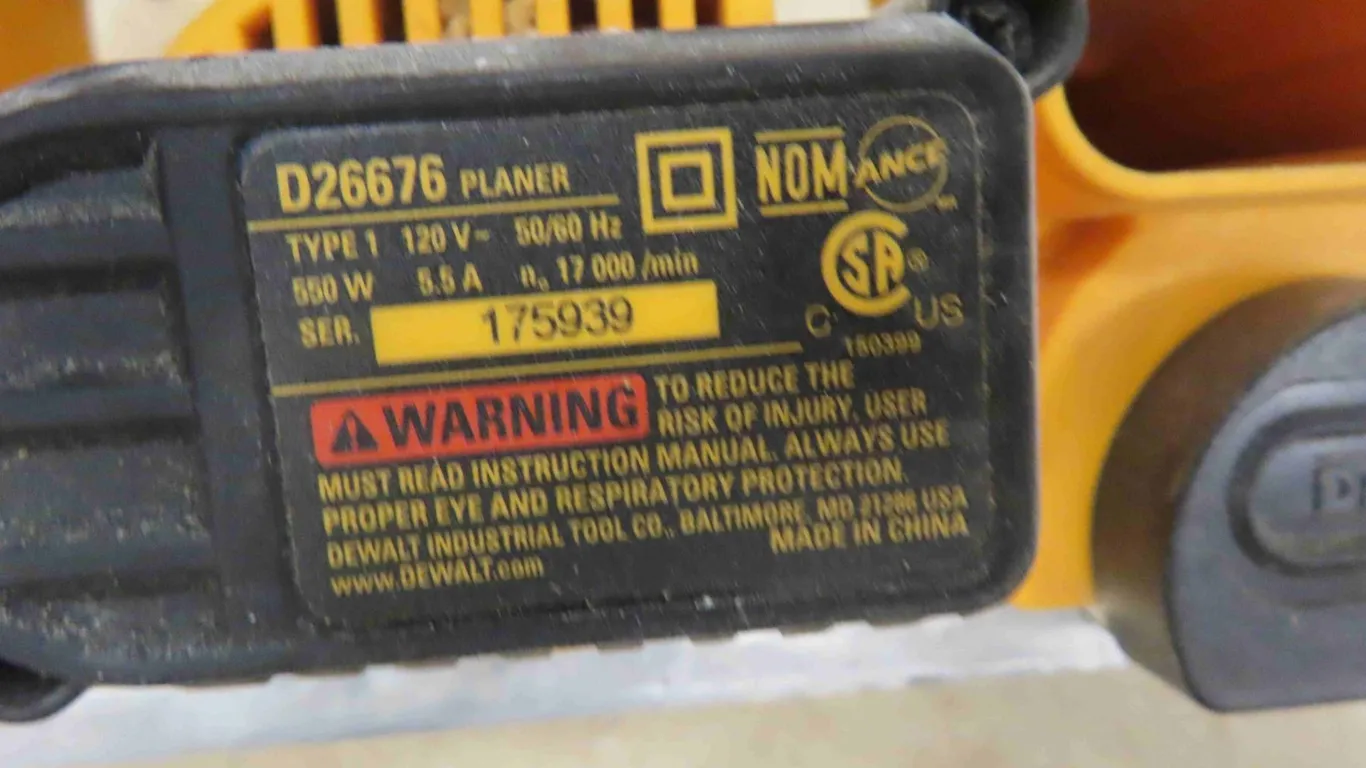 D26676 PLANER
NOM ANCE
TYPE 1 120 V~ 50/60 Hz
550 W 5.5 A n₀ 17 000 /min
SA ®
SER. 175939
C US
150399
WARNING TO REDUCE THE
RISK OF INJURY, USER
MUST READ INSTRUCTION MANUAL. ALWAYS USE
PROPER EYE AND RESPIRATORY PROTECTION.
DEWALT INDUSTRIAL TOOL CO., BALTIMORE, MD 21286 USA
MADE IN CHINA
www.DEWALT.com
D